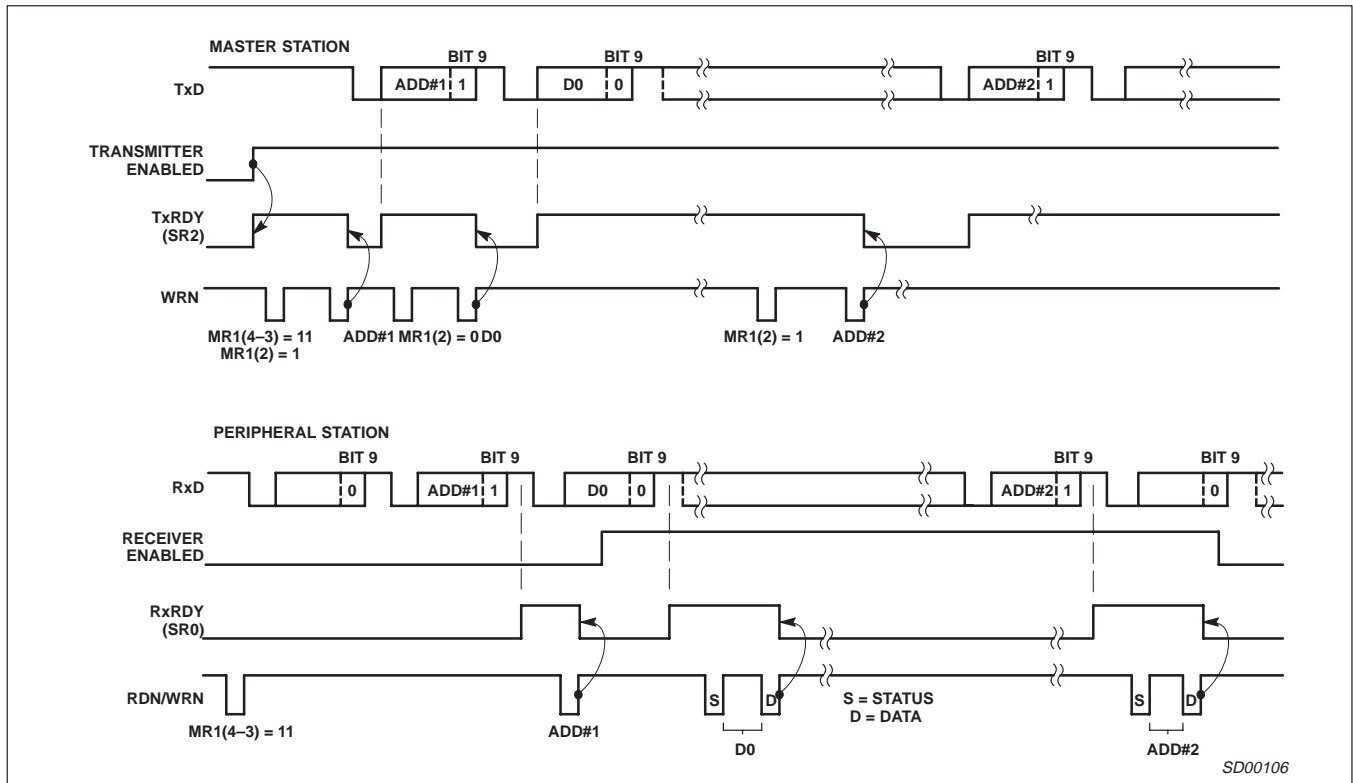 MASTER STATION
BIT 9 BIT 9 BIT 9
TxD ADD#1 1 D0 0 ADD#2 1
TRANSMITTER
ENABLED
TxRDY
(SR2)
WRN
MR1(4–3) = 11 ADD#1 MR1(2) = 0 D0 MR1(2) = 1 ADD#2
MR1(2) = 1
PERIPHERAL STATION
BIT 9 BIT 9 BIT 9 BIT 9 BIT 9
RxD 0 ADD#1 1 D0 0 ADD#2 1 0
RECEIVER
ENABLED
RxRDY
(SR0)
RDN/WRN S D S = STATUS S D
D = DATA
MR1(4–3) = 11 ADD#1 D0 ADD#2
SD00106